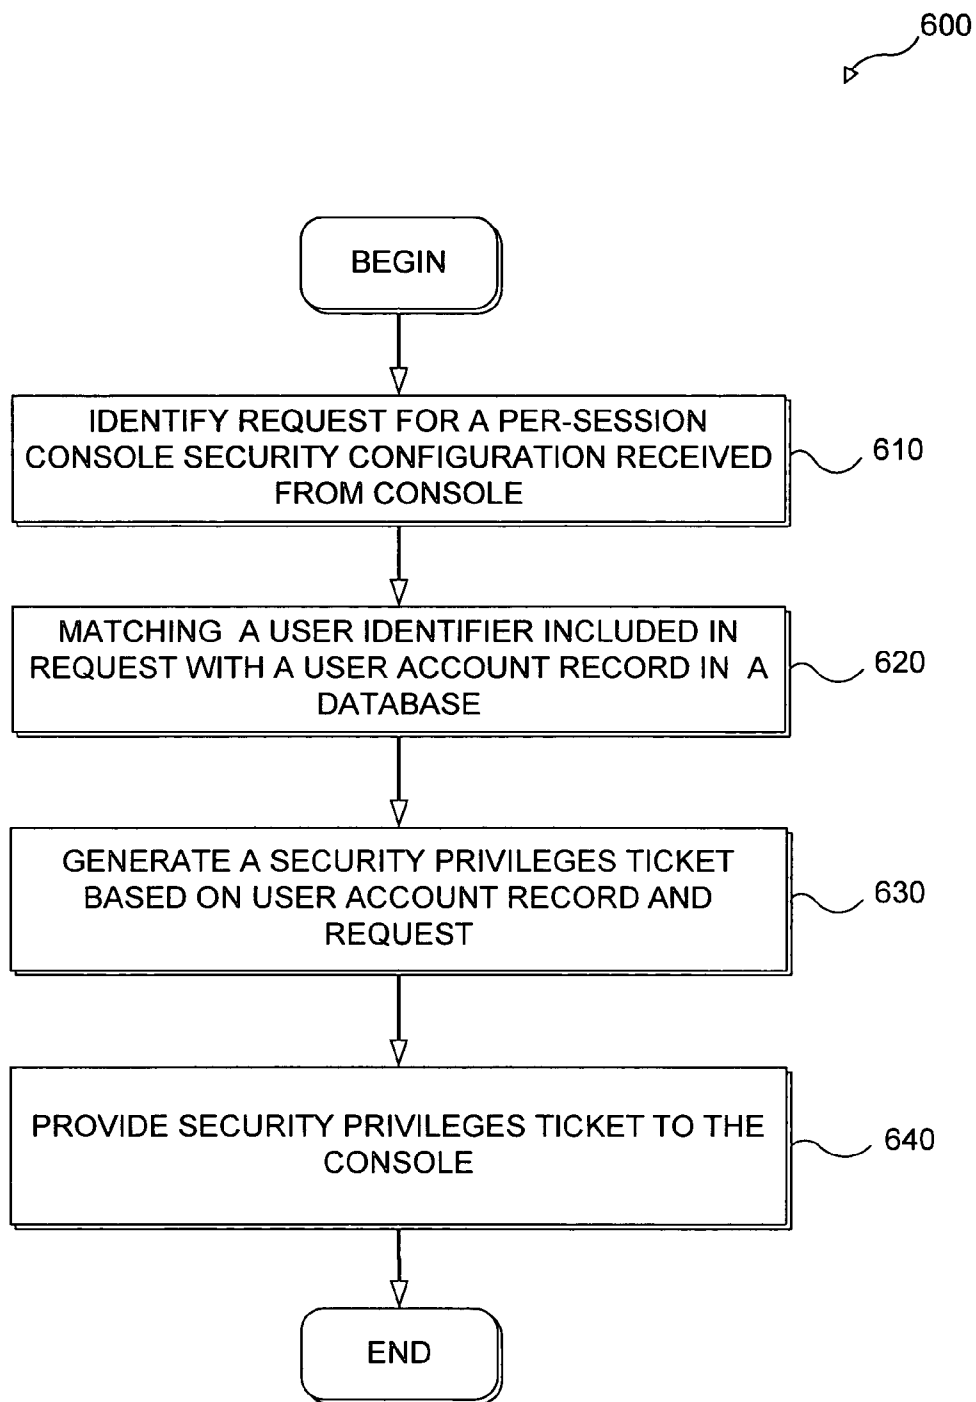 600
BEGIN
IDENTIFY REQUEST FOR A PER-SESSION
CONSOLE SECURITY CONFIGURATION RECEIVED
FROM CONSOLE
610
MATCHING A USER IDENTIFIER INCLUDED IN
REQUEST WITH A USER ACCOUNT RECORD IN A
DATABASE
620
GENERATE A SECURITY PRIVILEGES TICKET
BASED ON USER ACCOUNT RECORD AND
REQUEST
630
PROVIDE SECURITY PRIVILEGES TICKET TO THE
CONSOLE
640
END